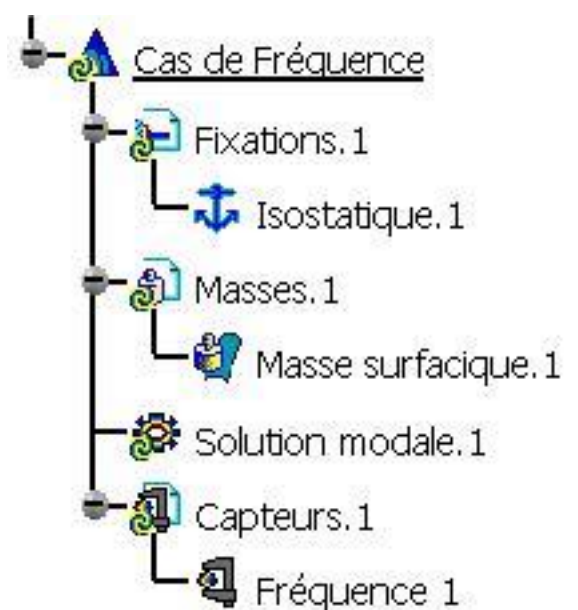 Cas de Fréquence
Fixations.1
Isostatique.1
Masses.1
Masse surfacique.1
Solution modale.1
Capteurs.1
Fréquence 1